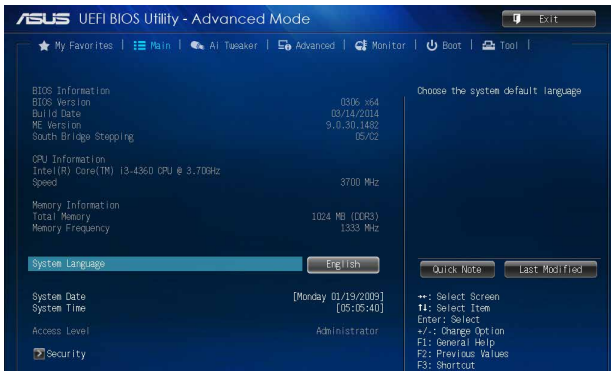 ASUS UEFI BIOS Utility - Advanced Mode
Exit
My Favorites | Main | Ai Tweaker | Advanced | Monitor | Boot | Tool |
BIOS Information
BIOS Version 0306 x64
Build Date 03/14/2014
ME Version 9.0.30.1482
South Bridge Stepping 05/C2
CPU Information
Intel(R) Core(TM) i3-4360 CPU @ 3.70GHz
Speed 3700 MHz
Memory Information
Total Memory 1024 MB (DDR3)
Memory Frequency 1333 MHz
System Language English
System Date [Monday 01/19/2009]
System Time [05:05:40]
Access Level Administrator
Security
Choose the system default language
Quick Note Last Modified
→←: Select Screen
↑↓: Select Item
Enter: Select
+/-: Change Option
F1: General Help
F2: Previous Values
F3: Shortcut